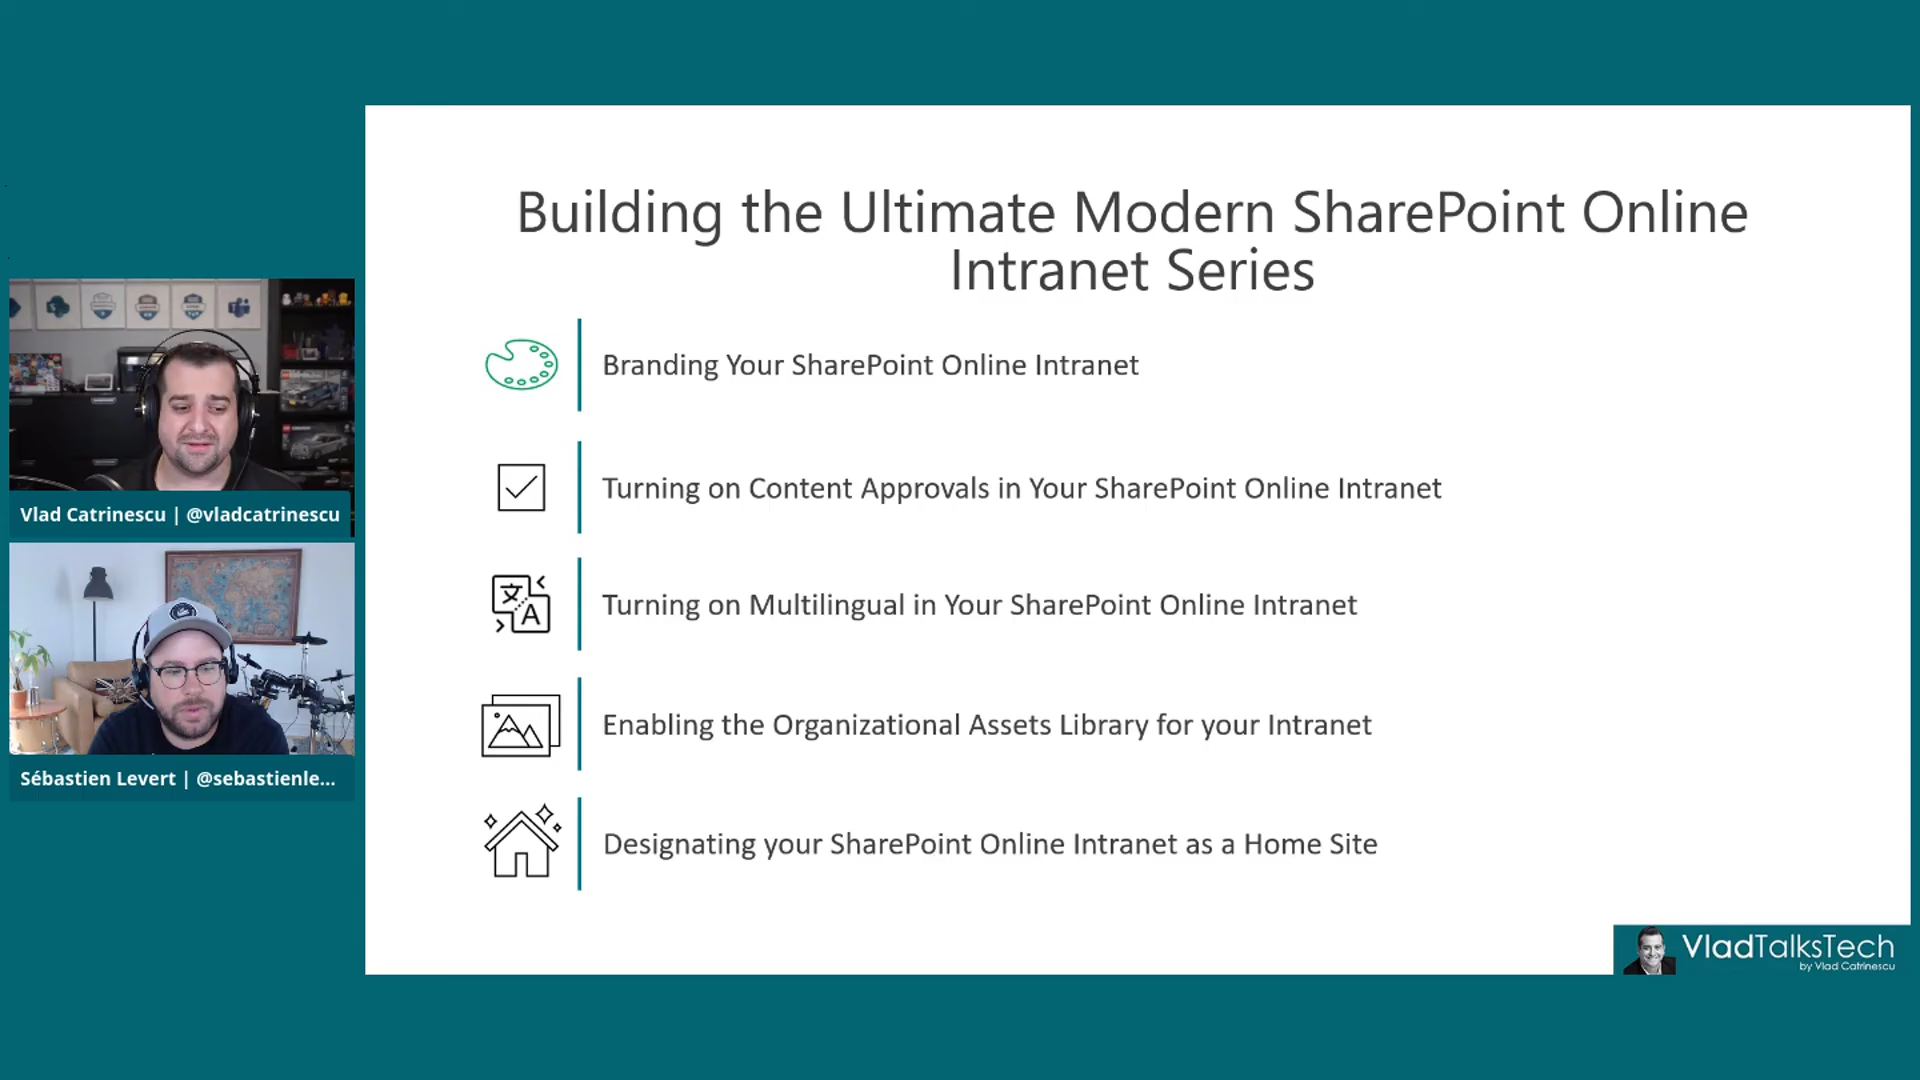 Building the Ultimate Modern SharePoint Online
Intranet Series
Branding Your SharePoint Online Intranet
Turning on Content Approvals in Your SharePoint Online Intranet
文
A
Turning on Multilingual in Your SharePoint Online Intranet
Enabling the Organizational Assets Library for your Intranet
Designating your SharePoint Online Intranet as a Home Site
Vlad Catrinescu | @vladcatrinescu
Sébastien Levert | @sebastienle...
VladTalksTech
by Vlad Catrinescu